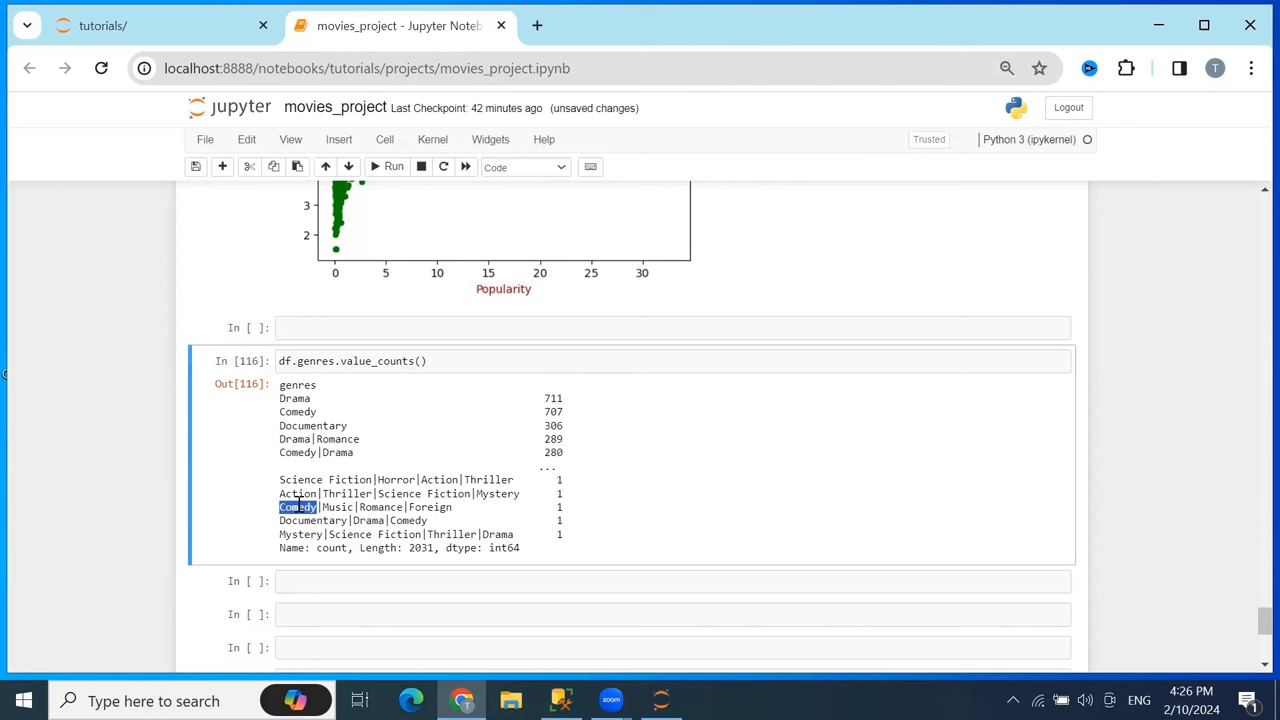 tutorials/
movies_project - Jupyter Notebo
localhost:8888/notebooks/tutorials/projects/movies_project.ipynb
T
jupyter movies_project Last Checkpoint: 42 minutes ago (unsaved changes)
Logout
File Edit View Insert Cell Kernel Widgets Help
Trusted
Python 3 (ipykernel)
Run
Code
3
2
0 5 10 15 20 25 30
Popularity
In [ ]:
In [116]: df.genres.value_counts()
Out[116]: genres
Drama 711
Comedy 707
Documentary 306
Drama|Romance 289
Comedy|Drama 280
...
Science Fiction|Horror|Action|Thriller 1
Action|Thriller|Science Fiction|Mystery 1
Comedy|Music|Romance|Foreign 1
Documentary|Drama|Comedy 1
Mystery|Science Fiction|Thriller|Drama 1
Name: count, Length: 2031, dtype: int64
In [ ]:
In [ ]:
In [ ]:
Type here to search
T
zoom
ENG
4:26 PM
2/10/2024
1